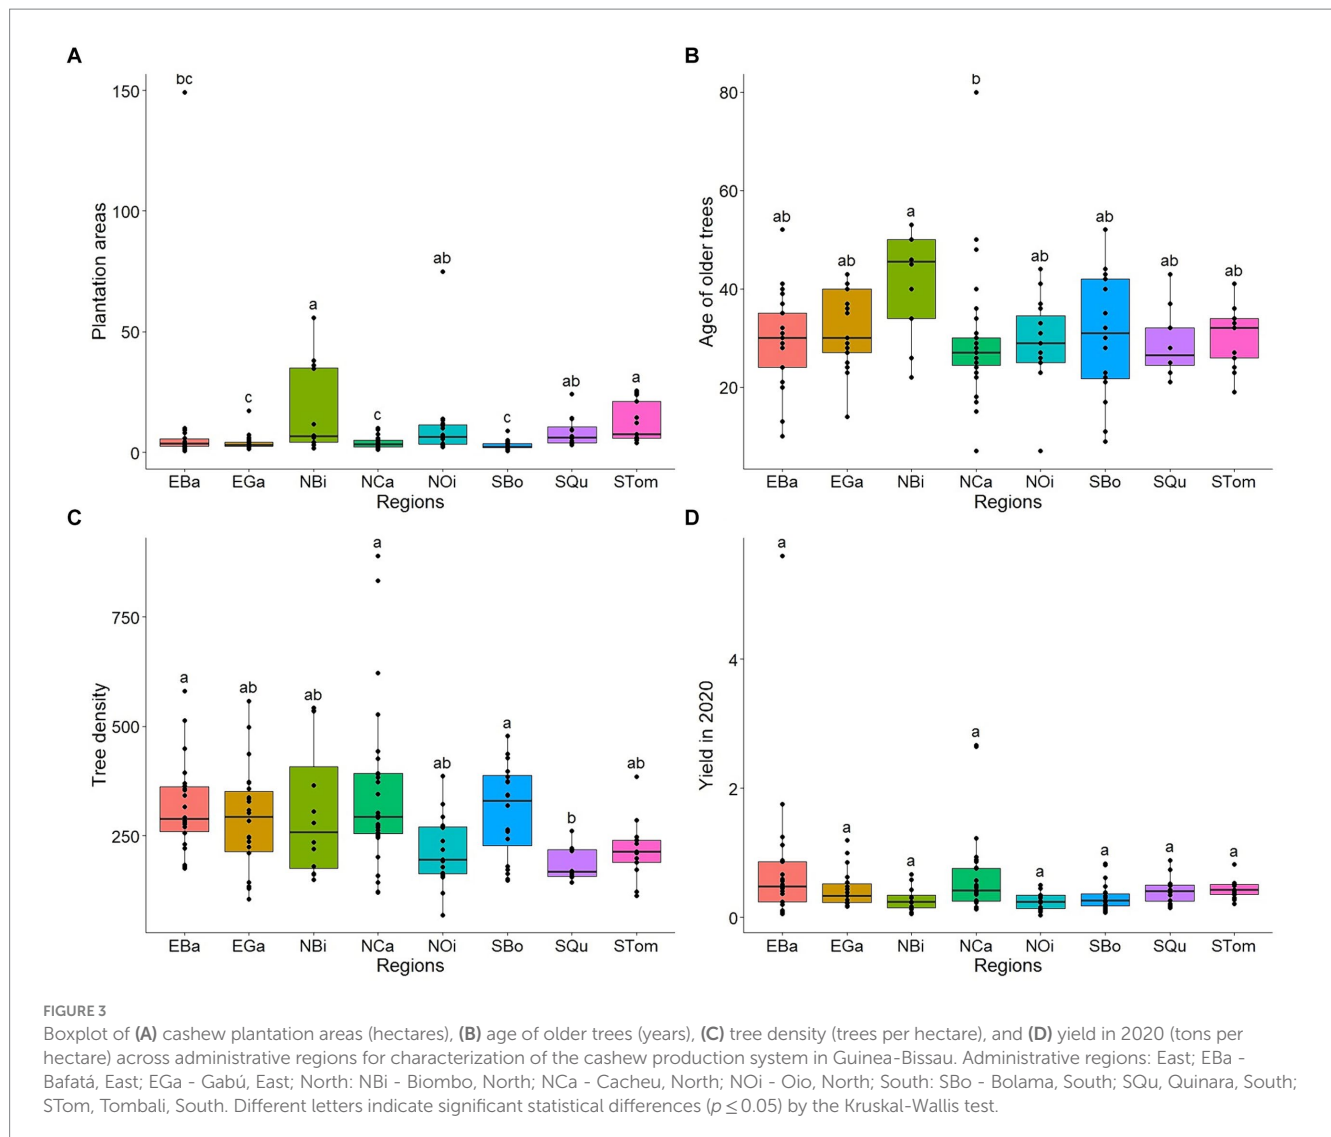 A
bc
150
100
50
0
Plantation areas
c
a
c
ab
c
ab
a
EBa EGa NBi NCa NOi SBo SQu STom
Regions
B
b
80
60
40
20
Age of older trees
ab
ab
a
ab
ab
ab
ab
EBa EGa NBi NCa NOi SBo SQu STom
Regions
C
a
750
500
250
Tree density
a
ab
ab
ab
a
b
ab
EBa EGa NBi NCa NOi SBo SQu STom
Regions
D
a
4
2
0
Yield in 2020
a
a
a
a
a
a
a
EBa EGa NBi NCa NOi SBo SQu STom
Regions
FIGURE 3
Boxplot of (A) cashew plantation areas (hectares), (B) age of older trees (years), (C) tree density (trees per hectare), and (D) yield in 2020 (tons per
hectare) across administrative regions for characterization of the cashew production system in Guinea-Bissau. Administrative regions: East; EBa -
Bafatá, East; EGa - Gabú, East; North: NBi - Biombo, North; NCa - Cacheu, North; NOi - Oio, North; South: SBo - Bolama, South; SQu, Quinara, South;
STom, Tombali, South. Different letters indicate significant statistical differences (p ≤ 0.05) by the Kruskal-Wallis test.